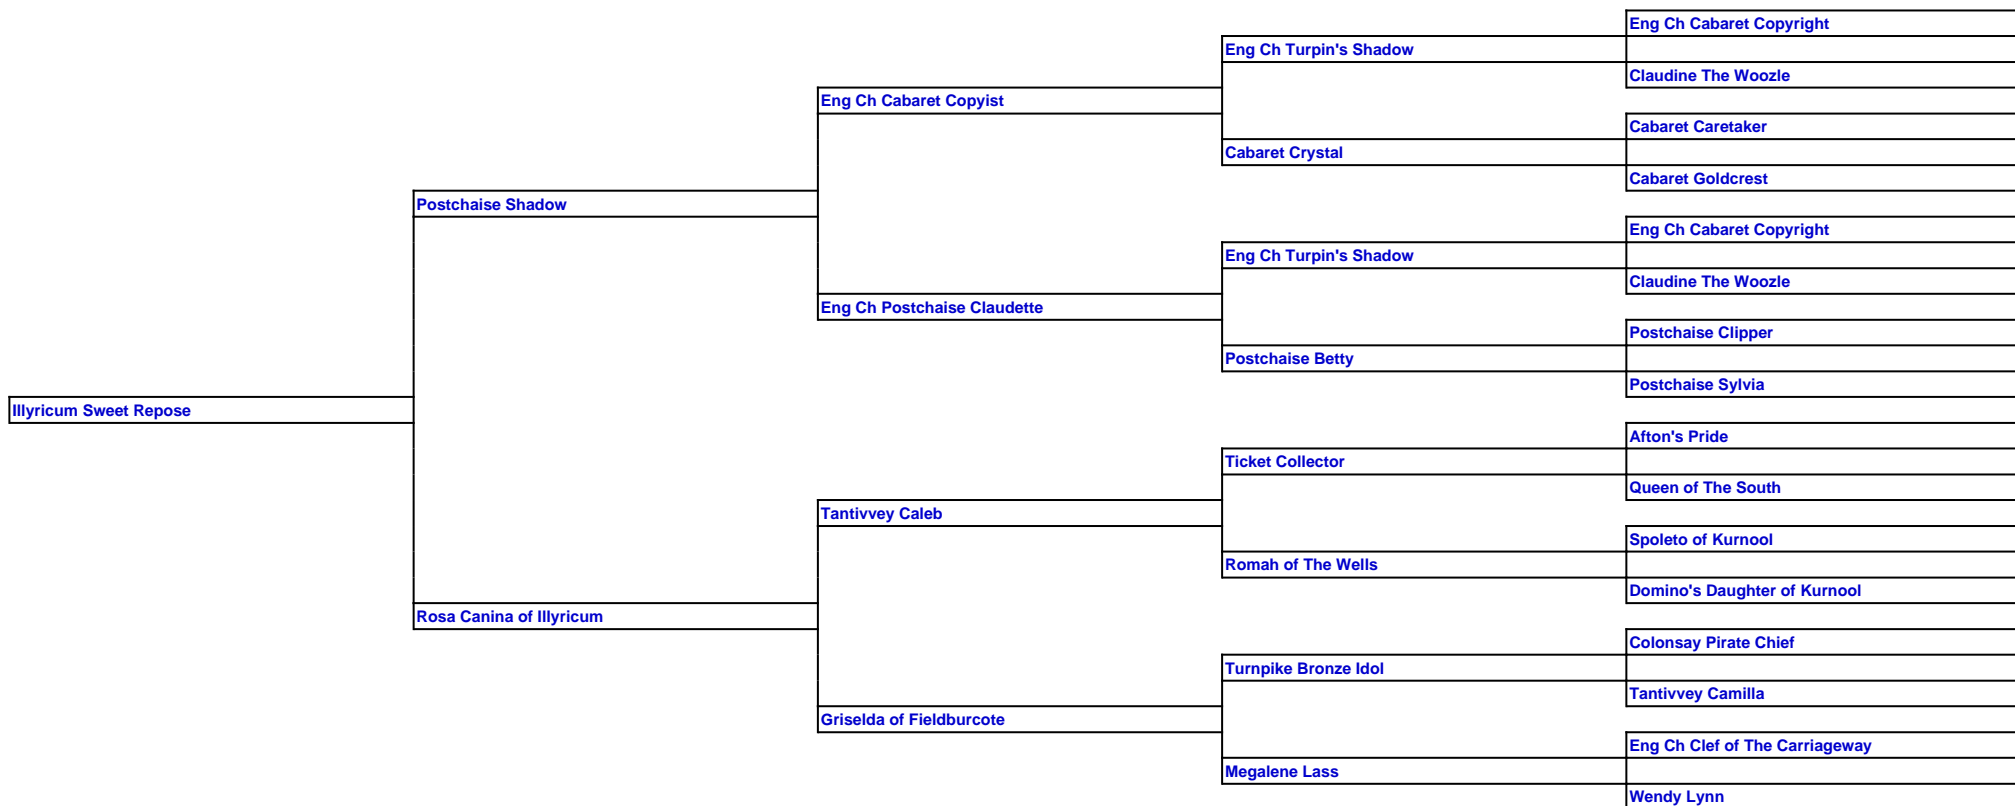 Eng Ch Cabaret Copyright
Eng Ch Turpin's Shadow
Claudine The Woozle
Eng Ch Cabaret Copyist
Cabaret Caretaker
Cabaret Crystal
Cabaret Goldcrest
Postchaise Shadow
Eng Ch Cabaret Copyright
Eng Ch Turpin's Shadow
Claudine The Woozle
Eng Ch Postchaise Claudette
Postchaise Clipper
Postchaise Betty
Postchaise Sylvia
Illyricum Sweet Repose
Afton's Pride
Ticket Collector
Queen of The South
Tantivvey Caleb
Spoleto of Kurnool
Romah of The Wells
Domino's Daughter of Kurnool
Rosa Canina of Illyricum
Colonsay Pirate Chief
Turnpike Bronze Idol
Tantivvey Camilla
Griselda of Fieldburcote
Eng Ch Clef of The Carriageway
Megalene Lass
Wendy Lynn